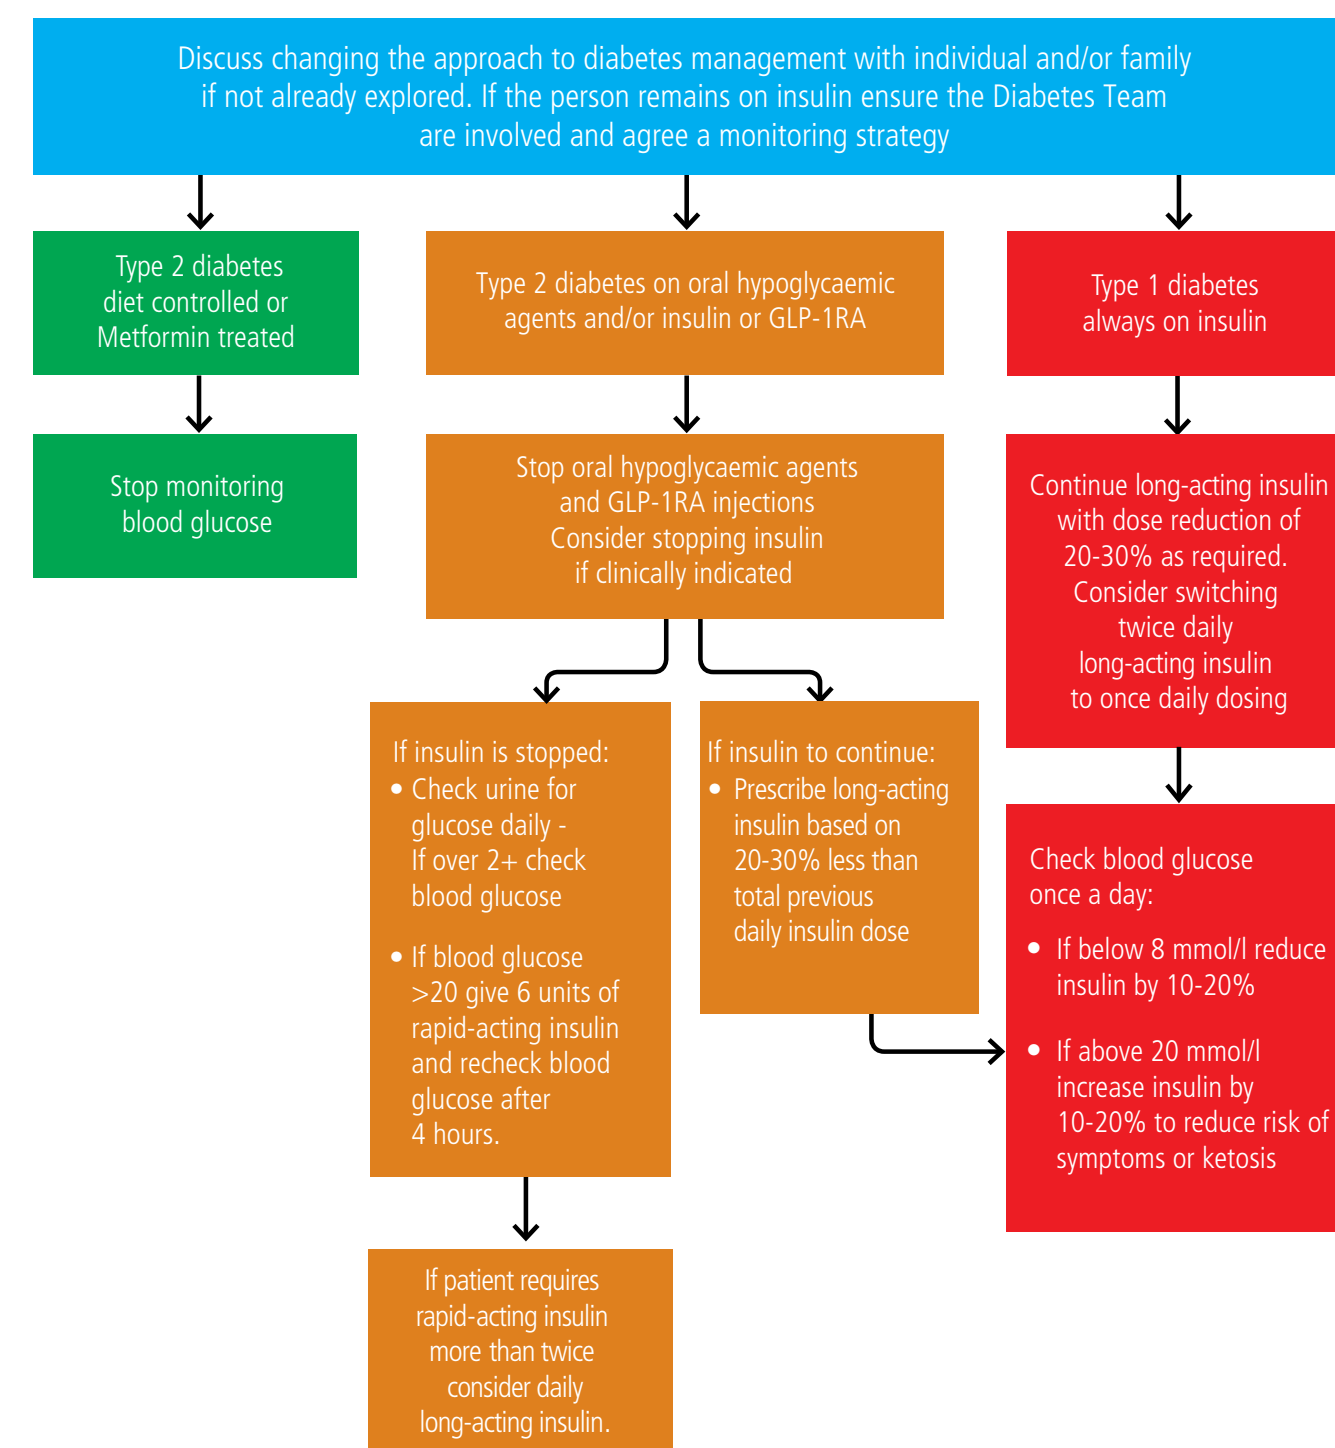 Discuss changing the approach to diabetes management with individual and/or family
if not already explored. If the person remains on insulin ensure the Diabetes Team
are involved and agree a monitoring strategy
Type 2 diabetes
diet controlled or
Metformin treated
Stop monitoring
blood glucose
Type 2 diabetes on oral hypoglycaemic
agents and/or insulin or GLP-1RA
Stop oral hypoglycaemic agents
and GLP-1RA injections
Consider stopping insulin
if clinically indicated
If insulin is stopped:
• Check urine for
glucose daily -
If over 2+ check
blood glucose
• If blood glucose
>20 give 6 units of
rapid-acting insulin
and recheck blood
glucose after
4 hours.
If patient requires
rapid-acting insulin
more than twice
consider daily
long-acting insulin.
If insulin to continue:
• Prescribe long-acting
insulin based on
20-30% less than
total previous
daily insulin dose
Type 1 diabetes
always on insulin
Continue long-acting insulin
with dose reduction of
20-30% as required.
Consider switching
twice daily
long-acting insulin
to once daily dosing
Check blood glucose
once a day:
• If below 8 mmol/l reduce
insulin by 10-20%
• If above 20 mmol/l
increase insulin by
10-20% to reduce risk of
symptoms or ketosis